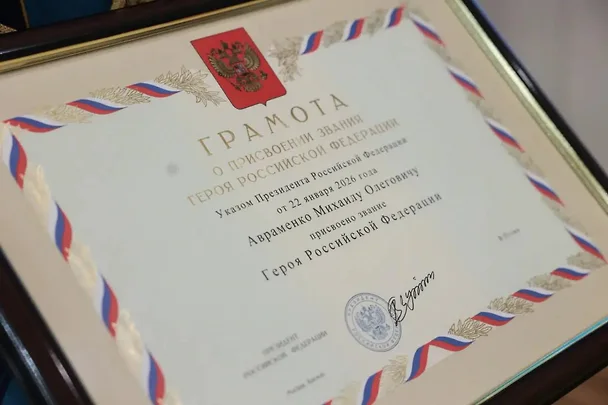 ГРАМОТА
О ПРИСВОЕНИИ ЗВАНИЯ
ГЕРОЯ РОССИЙСКОЙ ФЕДЕРАЦИИ
Указом Президента Российской Федерации
от 22 января 2026 года
Авраменко Михаилу Олеговичу
присвоено звание
Героя Российской Федерации
ПРЕЗИДЕНТ
РОССИЙСКОЙ ФЕДЕРАЦИИ